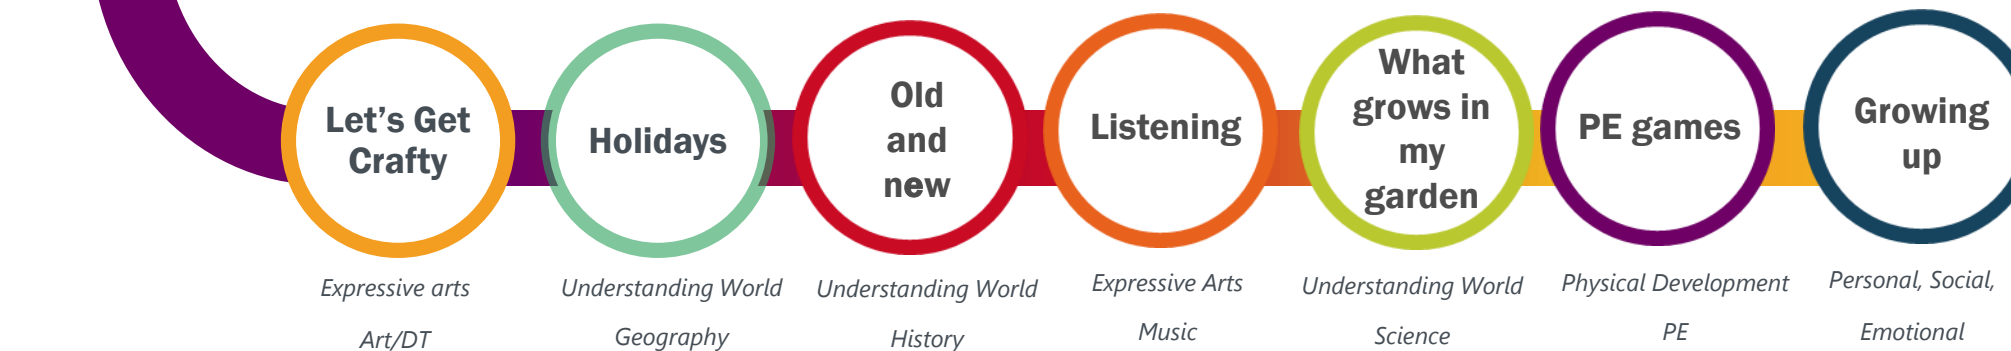 Let's Get
Crafty
Expressive arts
Art/DT
Holidays
Understanding World
Geography
Old
and
new
Understanding World
History
Listening
Expressive Arts
Music
What
grows in
my
garden
Understanding World
Science
PE games
Physical Development
PE
Growing
up
Personal, Social,
Emotional